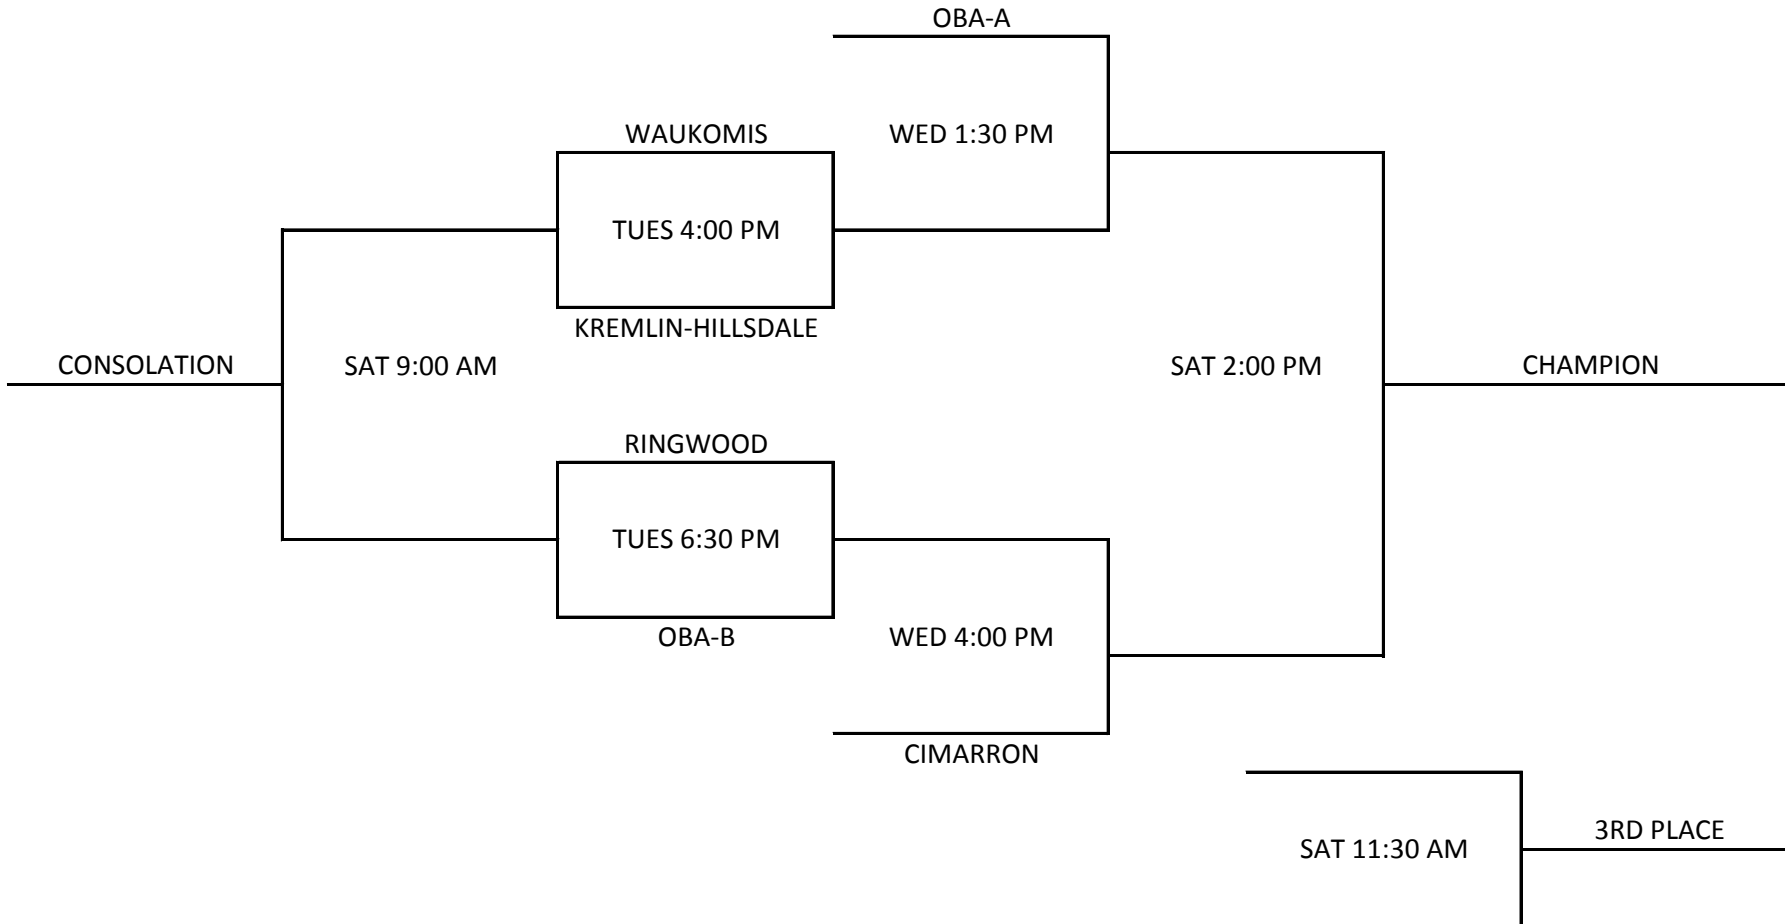 OBA-A
WAUKOMIS
WED 1:30 PM
TUES 4:00 PM
KREMLIN-HILLSDALE
CONSOLATION
SAT 9:00 AM
SAT 2:00 PM
CHAMPION
RINGWOOD
TUES 6:30 PM
OBA-B
WED 4:00 PM
CIMARRON
3RD PLACE
SAT 11:30 AM